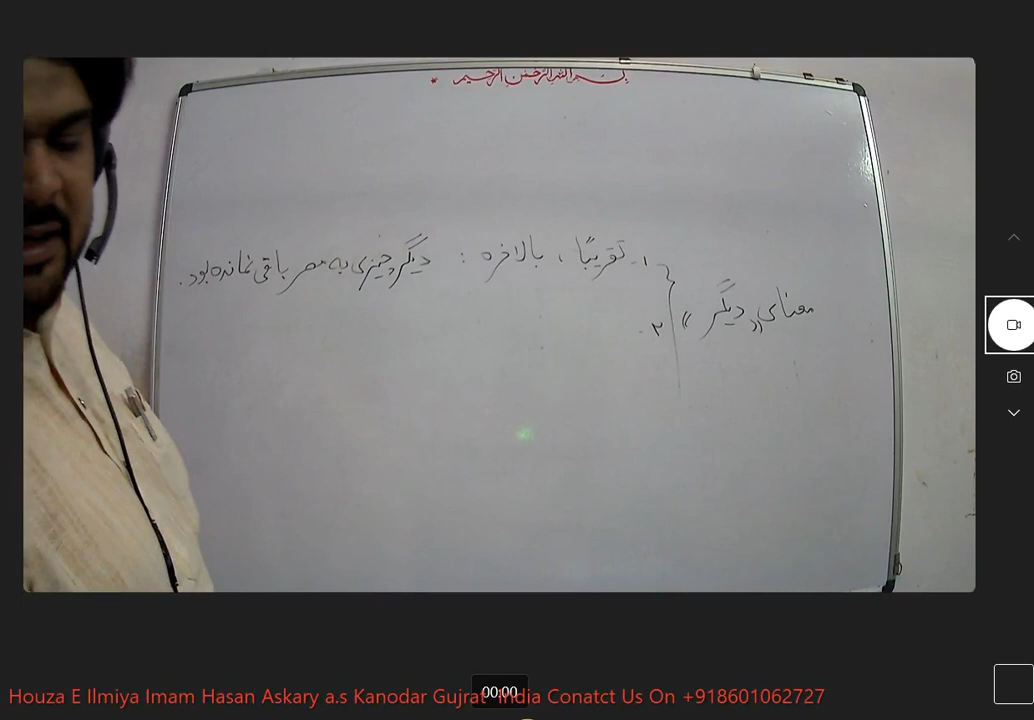 بسم الله الرحمن الرحیم
معنای «دیگر»
۱- تقریباً، بالاخره : دیگر چیزی به مهر باقی نمانده بود.
۲-
00:00
Houza E Ilmiya Imam Hasan Askary a.s Kanodar Gujrat India Conatct Us On +918601062727